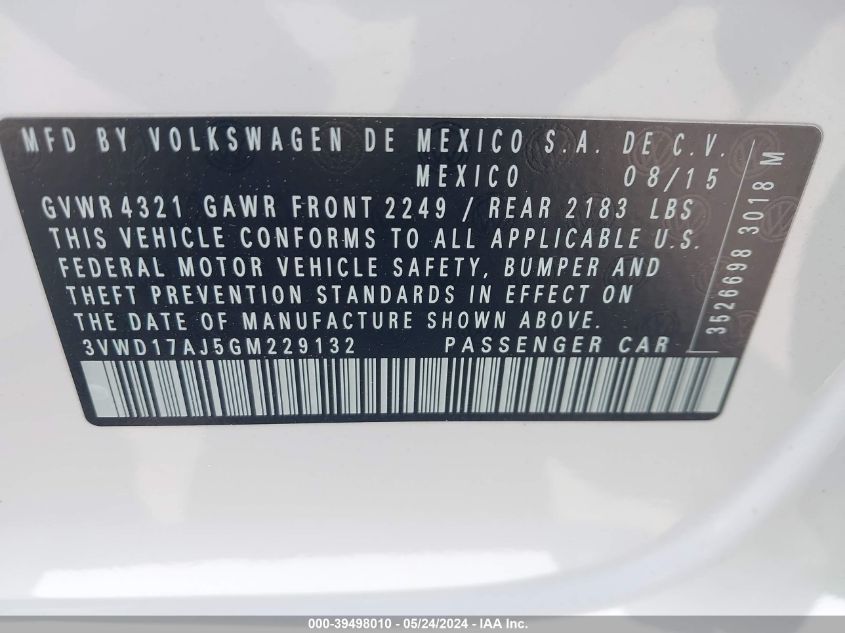 MFD BY VOLKSWAGEN DE MEXICO S.A. DE C.V.
MEXICO 08/15
GVWR 4321 GAWR FRONT 2249 / REAR 2183 LBS
THIS VEHICLE CONFORMS TO ALL APPLICABLE U.S.
FEDERAL MOTOR VEHICLE SAFETY, BUMPER AND
THEFT PREVENTION STANDARDS IN EFFECT ON
THE DATE OF MANUFACTURE SHOWN ABOVE.
3VWD17AJ5GM229132 PASSENGER CAR
3526698 3018 M
000-39498010 - 05/24/2024 - IAA Inc.